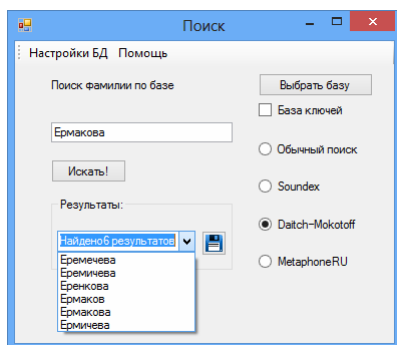 Поиск
Настройки БД Помощь
Поиск фамилии по базе
Выбрать базу
База ключей
Ермакова
Обычный поиск
Искать!
Soundex
Результаты:
Daitch-Mokotoff
Найдено6 результатов
MetaphoneRU
Еремечева
Еремичева
Еренкова
Ермаков
Ермакова
Ермичева